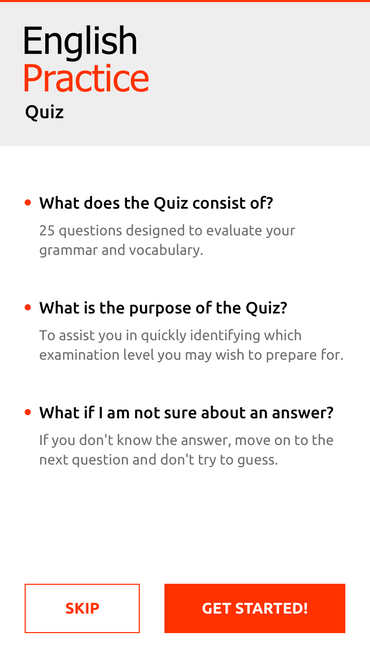 English
Practice
Quiz
What does the Quiz consist of?
25 questions designed to evaluate your
grammar and vocabulary.
What is the purpose of the Quiz?
To assist you in quickly identifying which
examination level you may wish to prepare for.
What if I am not sure about an answer?
If you don't know the answer, move on to the
next question and don't try to guess.
SKIP
GET STARTED!